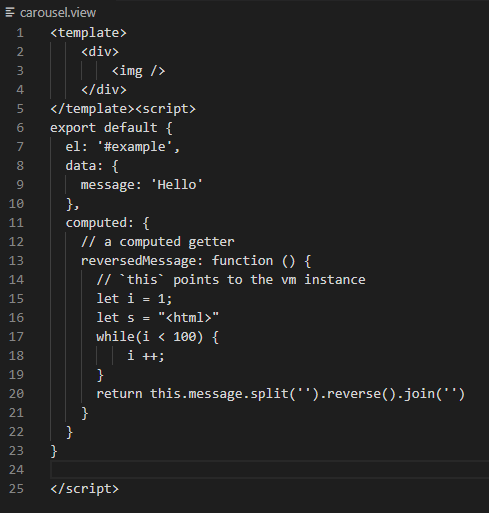 carousel.view
1 <template>
2     <div>
3         <img />
4     </div>
5 </template><script>
6 export default {
7   el: '#example',
8   data: {
9     message: 'Hello'
10   },
11   computed: {
12     // a computed getter
13     reversedMessage: function () {
14       // `this` points to the vm instance
15       let i = 1;
16       let s = "<html>"
17       while(i < 100) {
18           i ++;
19       }
20       return this.message.split('').reverse().join('')
21     }
22   }
23 }
24
25 </script>